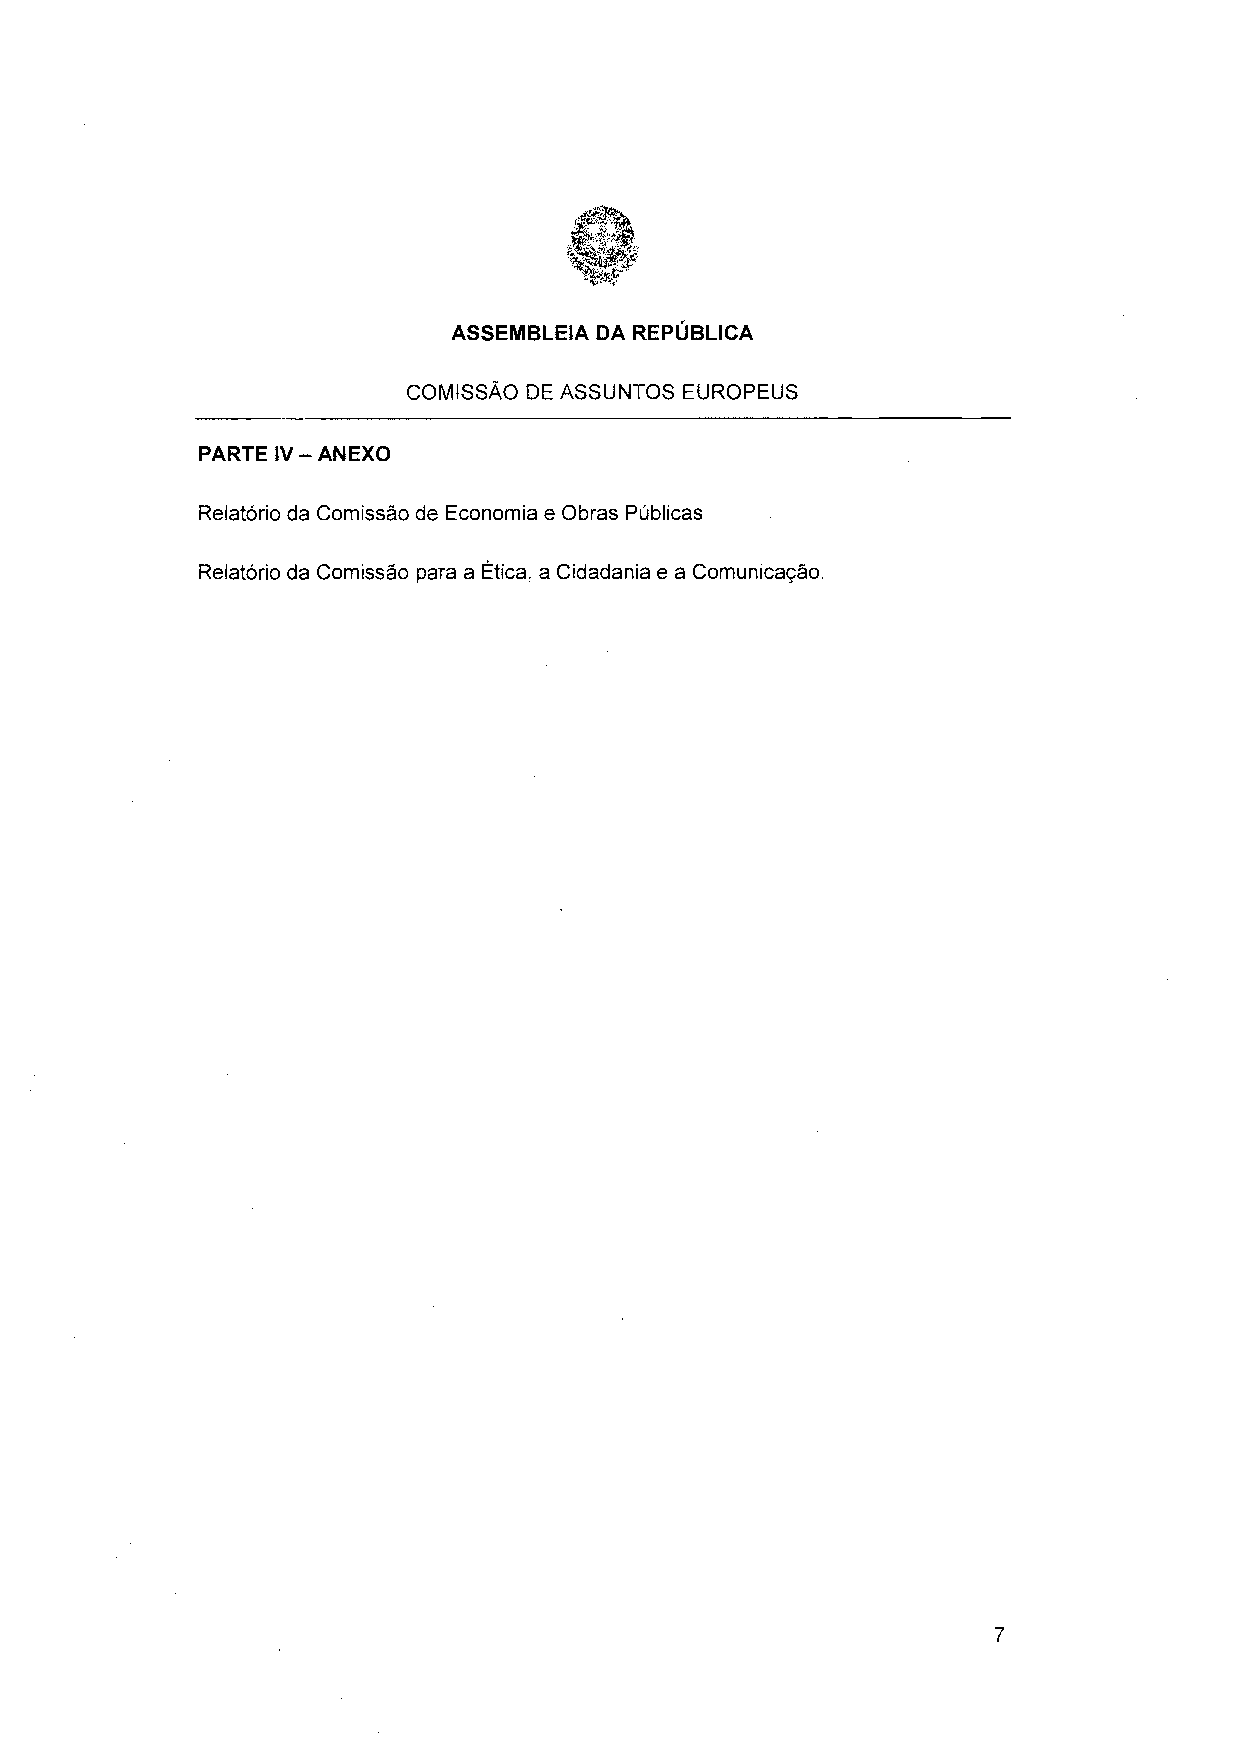 ASSEMBLEIA DA REPÚBLICA
COMISSÃO DE ASSUNTOS EUROPEUS
PARTE IV – ANEXO
Relatório da Comissão de Economia e Obras Públicas
Relatório da Comissão para a Ética, a Cidadania e a Comunicação.
7